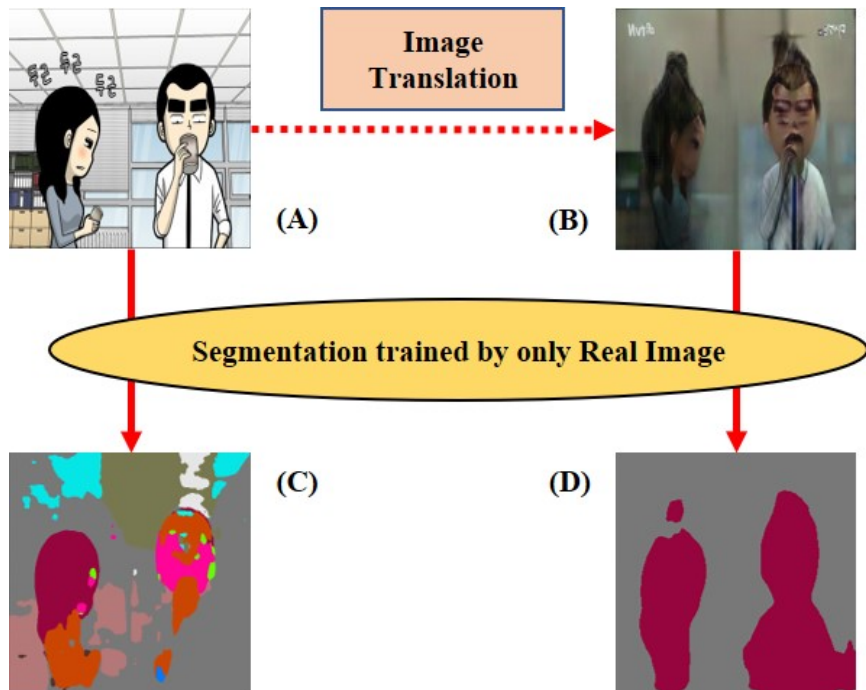 Image
Translation
(A)
(B)
Segmentation trained by only Real Image
(C)
(D)